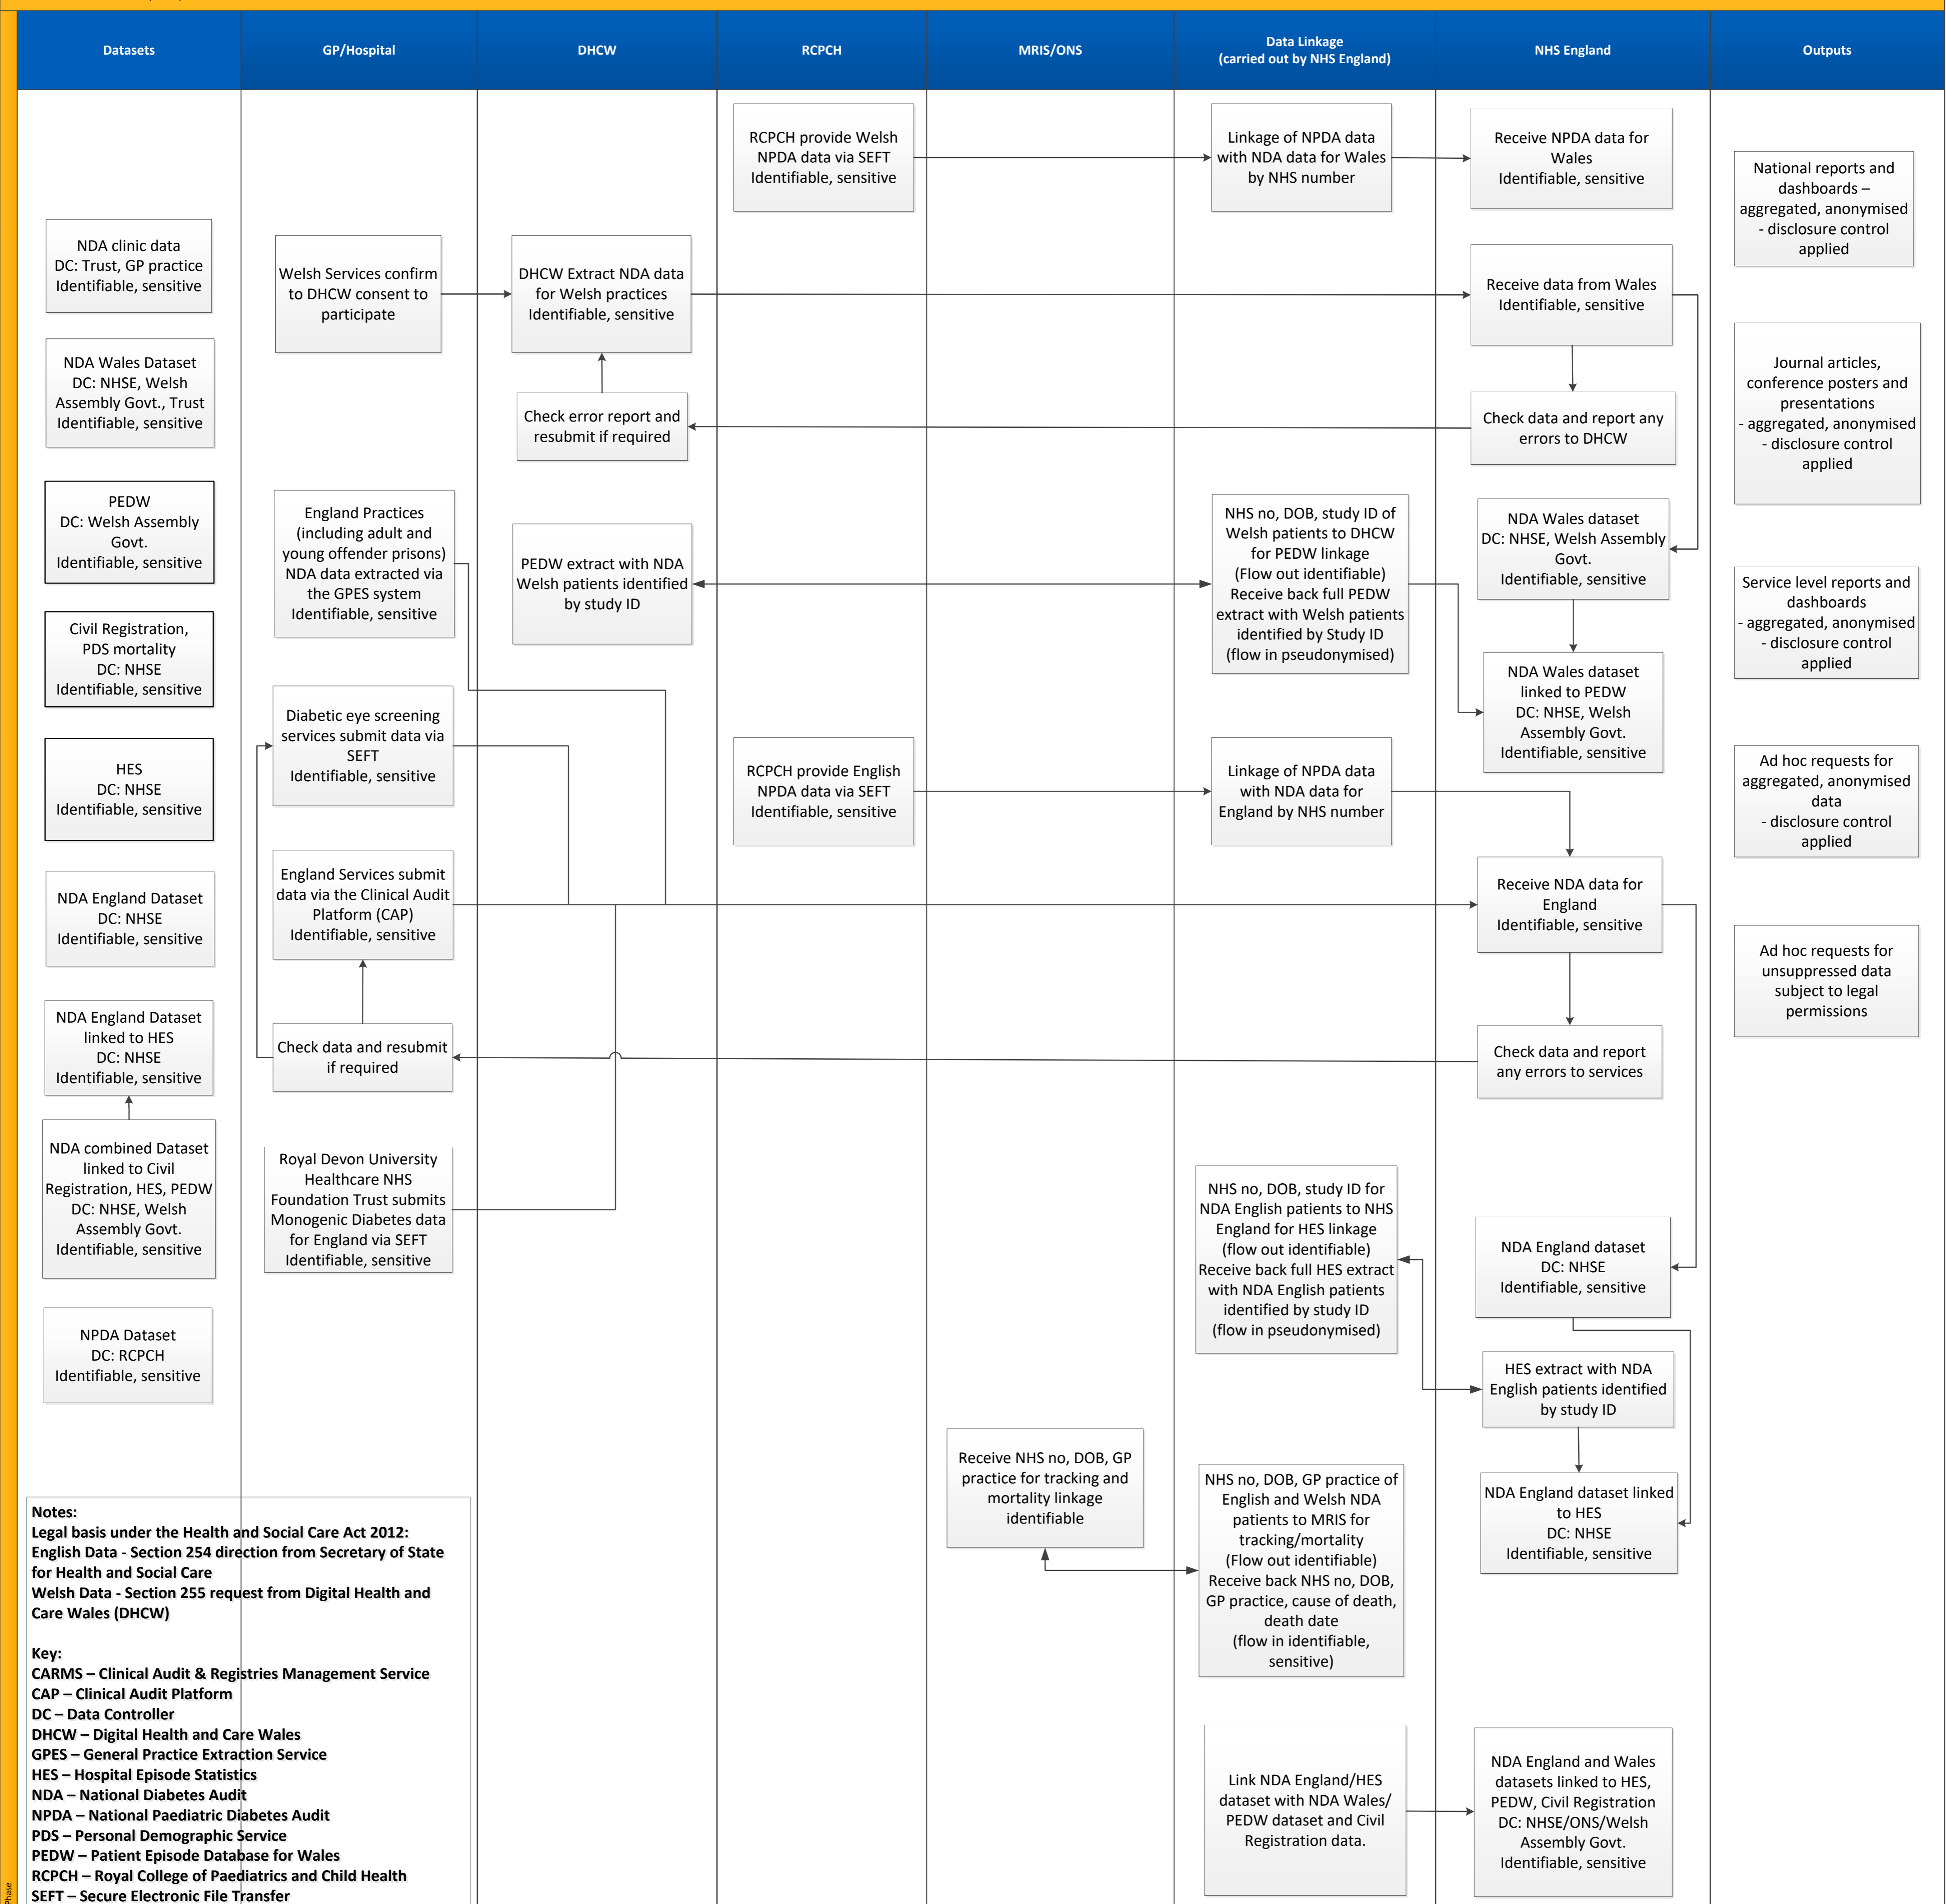 Datasets
GP/Hospital
DHCW
RCPCH
MRIS/ONS
Data Linkage
(carried out by NHS England)
NHS England
Outputs
NDA clinic data
DC: Trust, GP practice
Identifiable, sensitive
NDA Wales Dataset
DC: NHSE, Welsh
Assembly Govt., Trust
Identifiable, sensitive
PEDW
DC: Welsh Assembly
Govt.
Identifiable, sensitive
Civil Registration,
PDS mortality
DC: NHSE
Identifiable, sensitive
HES
DC: NHSE
Identifiable, sensitive
NDA England Dataset
DC: NHSE
Identifiable, sensitive
NDA England Dataset
linked to HES
DC: NHSE
Identifiable, sensitive
NDA combined Dataset
linked to Civil
Registration, HES, PEDW
DC: NHSE, Welsh
Assembly Govt.
Identifiable, sensitive
NPDA Dataset
DC: RCPCH
Identifiable, sensitive
Welsh Services confirm
to DHCW consent to
participate
England Practices
(including adult and
young offender prisons)
NDA data extracted via
the GPES system
Identifiable, sensitive
Diabetic eye screening
services submit data via
SEFT
Identifiable, sensitive
England Services submit
data via the Clinical Audit
Platform (CAP)
Identifiable, sensitive
Check data and resubmit
if required
Royal Devon University
Healthcare NHS
Foundation Trust submits
Monogenic Diabetes data
for England via SEFT
Identifiable, sensitive
DHCW Extract NDA data
for Welsh practices
Identifiable, sensitive
Check error report and
resubmit if required
PEDW extract with NDA
Welsh patients identified
by study ID
RCPCH provide Welsh
NPDA data via SEFT
Identifiable, sensitive
RCPCH provide English
NPDA data via SEFT
Identifiable, sensitive
Receive NHS no, DOB, GP
practice for tracking and
mortality linkage
identifiable
Linkage of NPDA data
with NDA data for Wales
by NHS number
NHS no, DOB, study ID of
Welsh patients to DHCW
for PEDW linkage
(Flow out identifiable)
Receive back full PEDW
extract with Welsh patients
identified by Study ID
(flow in pseudonymised)
Linkage of NPDA data
with NDA data for
England by NHS number
NHS no, DOB, study ID for
NDA English patients to NHS
England for HES linkage
(flow out identifiable)
Receive back full HES extract
with NDA English patients
identified by study ID
(flow in pseudonymised)
NHS no, DOB, GP practice of
English and Welsh NDA
patients to MRIS for
tracking/mortality
(Flow out identifiable)
Receive back NHS no, DOB,
GP practice, cause of death,
death date
(flow in identifiable,
sensitive)
Link NDA England/HES
dataset with NDA Wales/
PEDW dataset and Civil
Registration data.
Receive NPDA data for
Wales
Identifiable, sensitive
Receive data from Wales
Identifiable, sensitive
Check data and report any
errors to DHCW
NDA Wales dataset
DC: NHSE, Welsh Assembly
Govt.
Identifiable, sensitive
NDA Wales dataset
linked to PEDW
DC: NHSE, Welsh
Assembly Govt.
Identifiable, sensitive
Receive NDA data for
England
Identifiable, sensitive
Check data and report
any errors to services
NDA England dataset
DC: NHSE
Identifiable, sensitive
HES extract with NDA
English patients identified
by study ID
NDA England dataset linked
to HES
DC: NHSE
Identifiable, sensitive
NDA England and Wales
datasets linked to HES,
PEDW, Civil Registration
DC: NHSE/ONS/Welsh
Assembly Govt.
Identifiable, sensitive
National reports and
dashboards –
aggregated, anonymised
- disclosure control
applied
Journal articles,
conference posters and
presentations
- aggregated, anonymised
- disclosure control
applied
Service level reports and
dashboards
- aggregated, anonymised
- disclosure control
applied
Ad hoc requests for
aggregated, anonymised
data
- disclosure control
applied
Ad hoc requests for
unsuppressed data
subject to legal
permissions
Notes:
Legal basis under the Health and Social Care Act 2012:
English Data - Section 254 direction from Secretary of State
for Health and Social Care
Welsh Data - Section 255 request from Digital Health and
Care Wales (DHCW)
Key:
CARMS – Clinical Audit & Registries Management Service
CAP – Clinical Audit Platform
DC – Data Controller
DHCW – Digital Health and Care Wales
GPES – General Practice Extraction Service
HES – Hospital Episode Statistics
NDA – National Diabetes Audit
NPDA – National Paediatric Diabetes Audit
PDS – Personal Demographic Service
PEDW – Patient Episode Database for Wales
RCPCH – Royal College of Paediatrics and Child Health
SEFT – Secure Electronic File Transfer
Phase